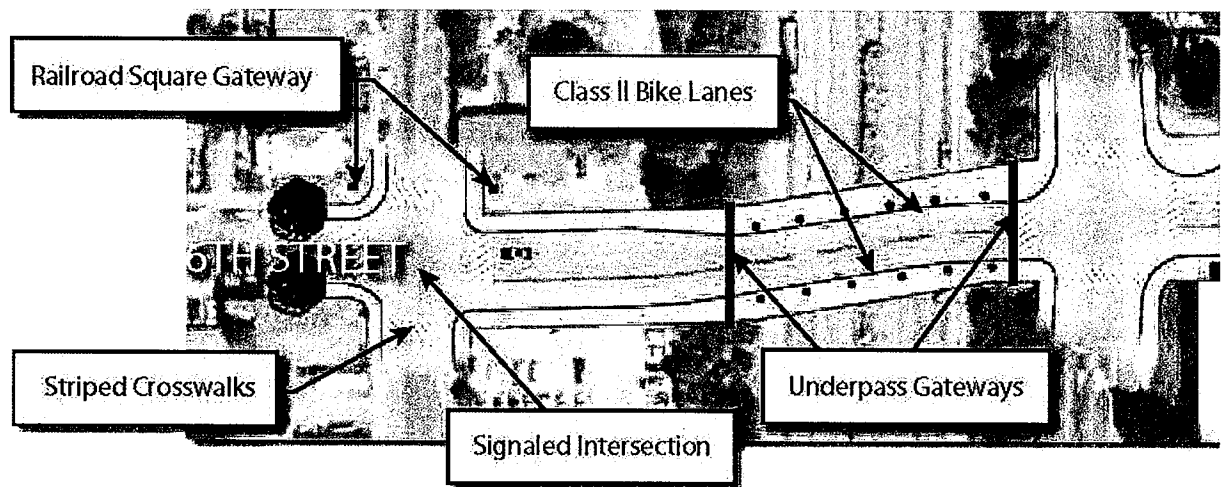 Railroad Square Gateway
Class II Bike Lanes
6TH STREET
Striped Crosswalks
Underpass Gateways
Signaled Intersection